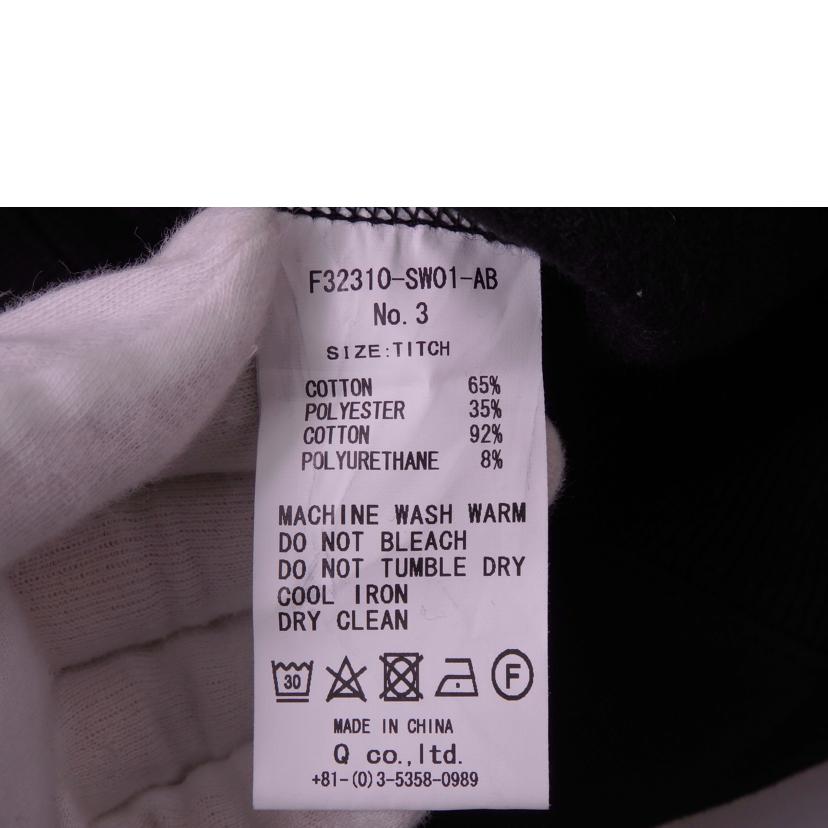 F32310-SW01-AB
No. 3
SIZE:TITCH
COTTON 65%
POLYESTER 35%
COTTON 92%
POLYURETHANE 8%
MACHINE WASH WARM
DO NOT BLEACH
DO NOT TUMBLE DRY
COOL IRON
DRY CLEAN
30 F
MADE IN CHINA
Q co.,ltd.
+81-(0)3-5358-0989